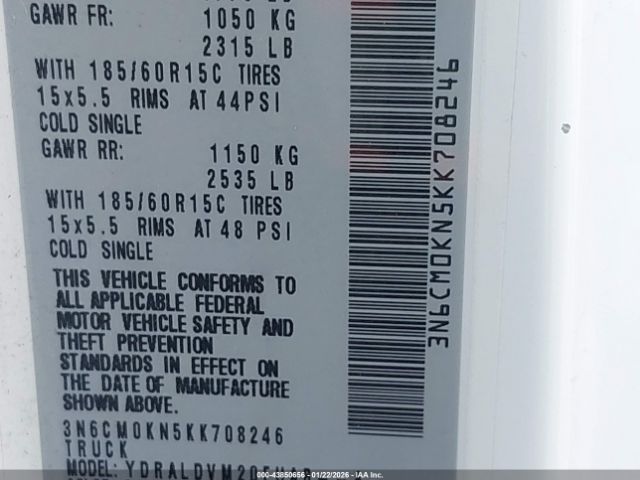 GAWR FR: 1050 KG
2315 LB
WITH 185/60R15C TIRES
15x5.5 RIMS AT 44PSI
COLD SINGLE
GAWR RR: 1150 KG
2535 LB
WITH 185/60R15C TIRES
15x5.5 RIMS AT 48 PSI
COLD SINGLE
THIS VEHICLE CONFORMS TO
ALL APPLICABLE FEDERAL
MOTOR VEHICLE SAFETY AND
THEFT PREVENTION
STANDARDS IN EFFECT ON
THE DATE OF MANUFACTURE
SHOWN ABOVE.
3N6CM0KN5KK708246
TRUCK
MODEL:
3N6CM0KN5KK708246
000-43850656 - 01/22/2026 - IAA Inc.